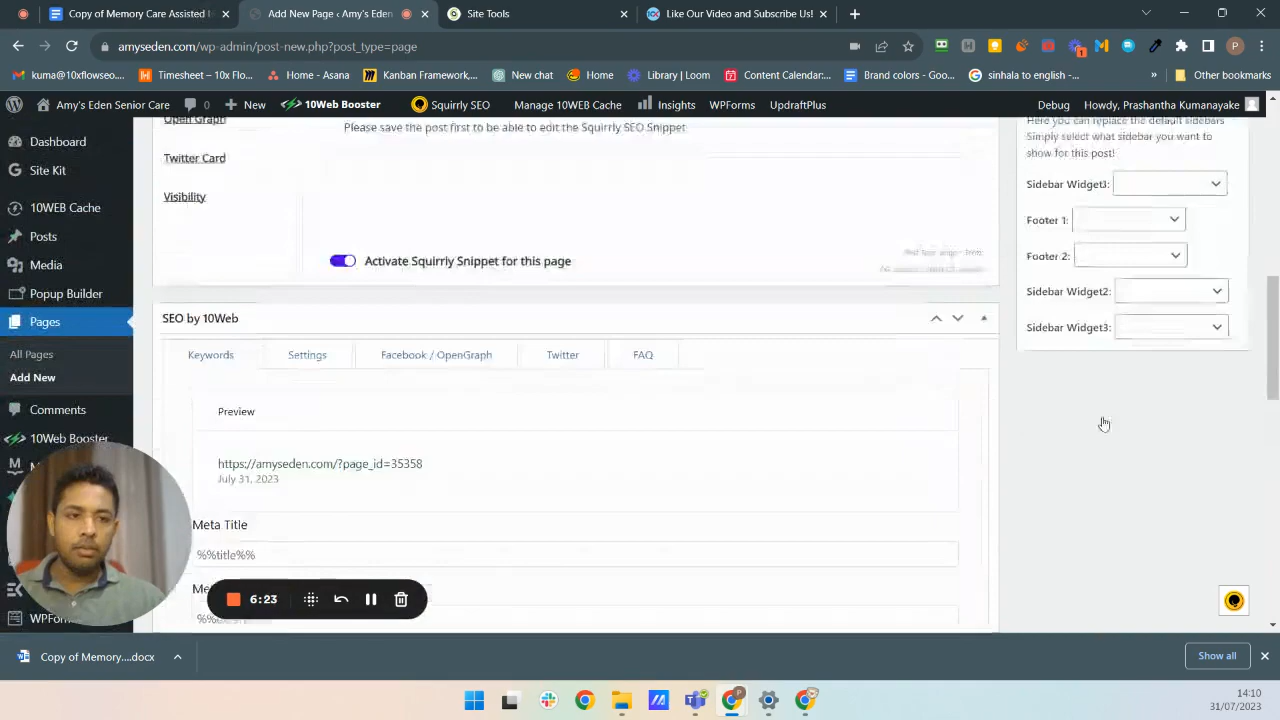 Copy of Memory Care Assisted L
Add New Page ‹ Amy's Eden
Site Tools
Like Our Video and Subscribe Us!
amyseden.com/wp-admin/post-new.php?post_type=page
1
P
kuma@10xflowseo...
Timesheet – 10x Flo...
Home - Asana
Kanban Framework,...
New chat
Home
Library | Loom
Content Calendar:...
Brand colors - Goo...
sinhala to english -...
»
Other bookmarks
Amy's Eden Senior Care
0
New
10Web Booster
Squirrly SEO
Manage 10WEB Cache
Insights
WPForms
UpdraftPlus
Debug
Howdy, Prashantha Kumanayake
Dashboard
Site Kit
10WEB Cache
Posts
Media
Popup Builder
Pages
All Pages
Add New
Comments
10Web Booster
M
WPForm
Open Graph
Twitter Card
Visibility
Please save the post first to be able to edit the Squirrly SEO Snippet
Activate Squirrly Snippet for this page
SEO by 10Web
Keywords
Settings
Facebook / OpenGraph
Twitter
FAQ
Preview
https://amyseden.com/?page_id=35358
July 31, 2023
Meta Title
%%title%%
Me
6:23
Here you can replace the default sidebars
Simply select what sidebar you want to
show for this post!
Sidebar Widget3:
Footer 1:
Footer 2:
Sidebar Widget2:
Sidebar Widget3:
Copy of Memory....docx
Show all
14:10
31/07/2023